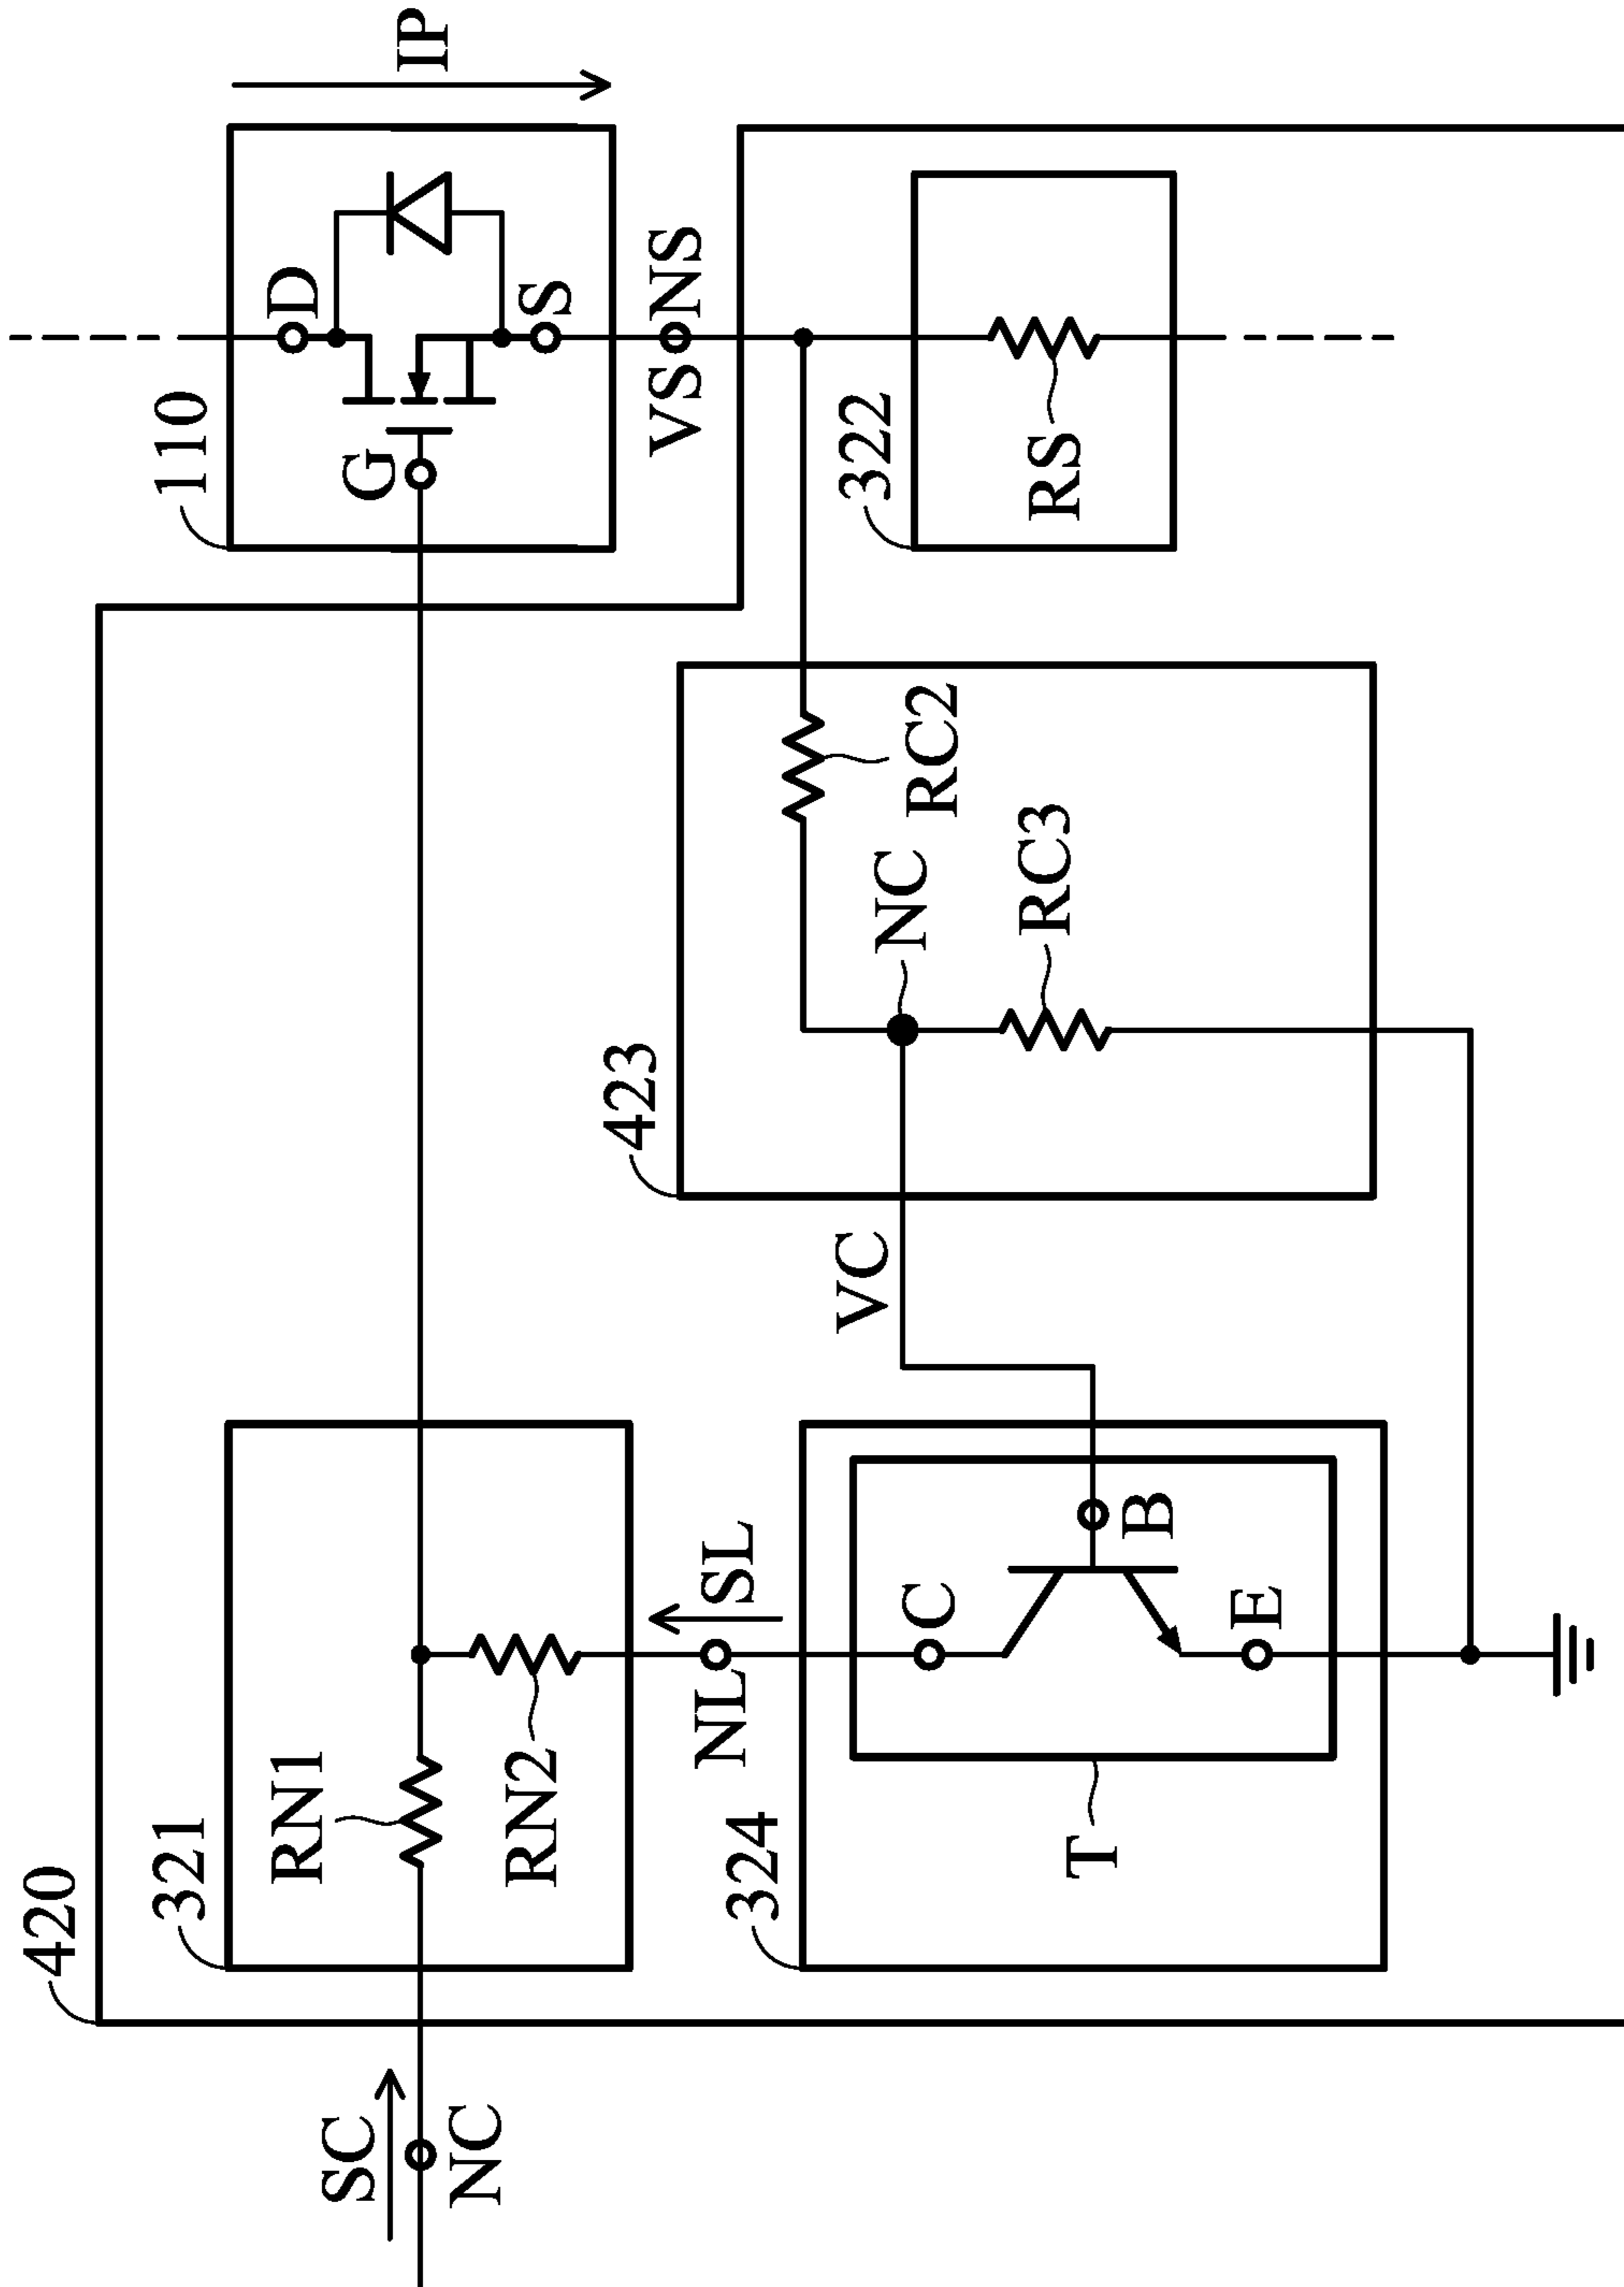 420
SC
NC
321
RN1
RN2
NL
SL
324
C
B
E
T
VC
423
NC
RC2
RC3
110
G
D
S
IP
VS
NS
322
RS